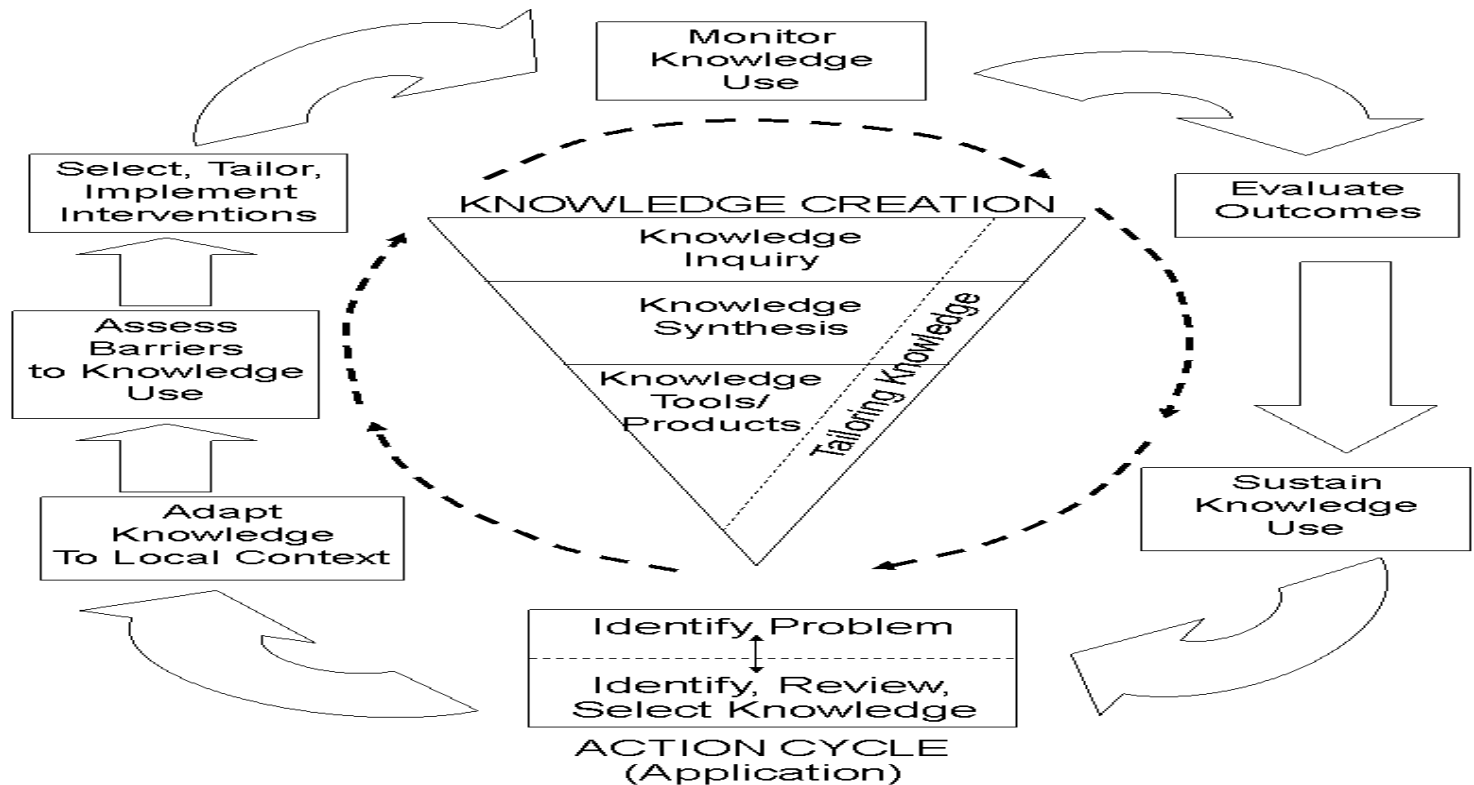 Monitor
Knowledge
Use
Select, Tailor,
Implement
Interventions
Evaluate
Outcomes
KNOWLEDGE CREATION
Knowledge
Inquiry
Knowledge
Synthesis
Knowledge
Tools/
Products
Tailoring Knowledge
Assess
Barriers
to Knowledge
Use
Adapt
Knowledge
To Local Context
Sustain
Knowledge
Use
Identify Problem
Identify, Review,
Select Knowledge
ACTION CYCLE
(Application)